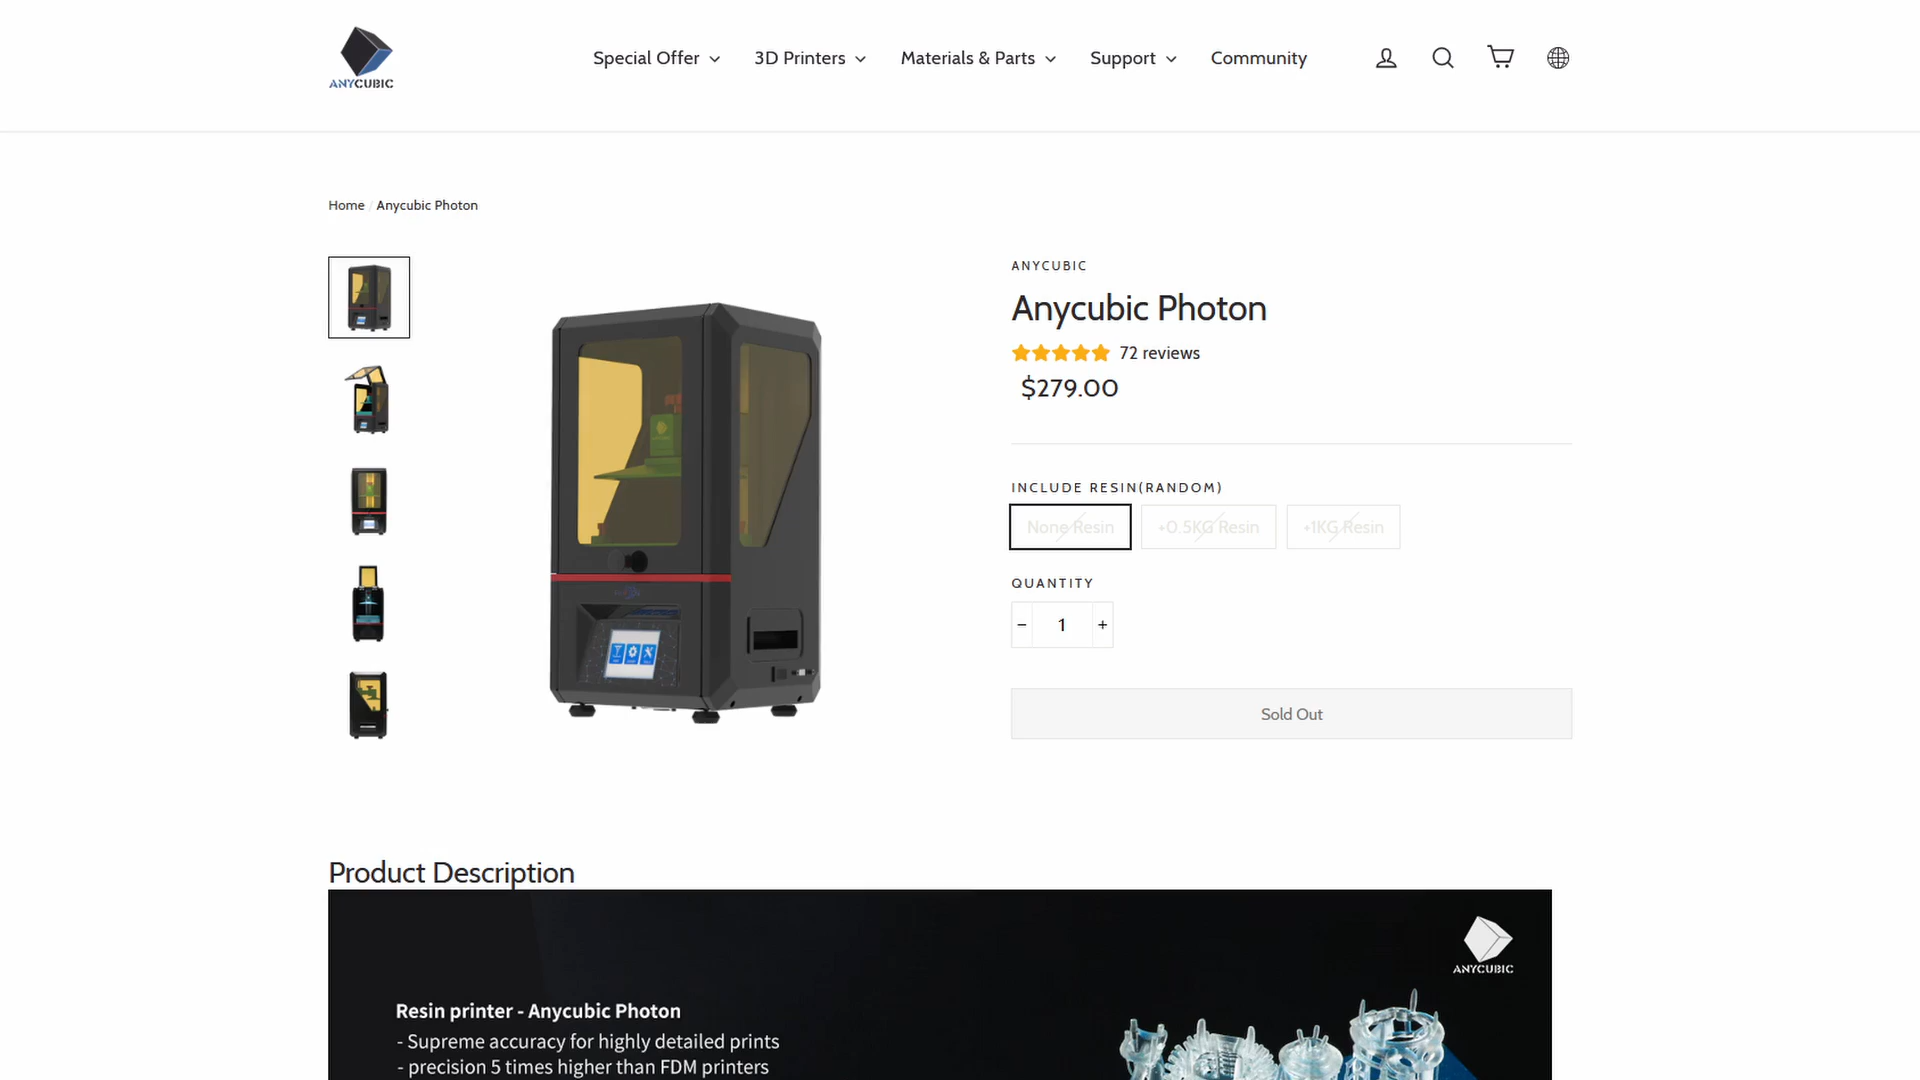 ANYCUBIC
Special Offer
3D Printers
Materials & Parts
Support
Community
Home / Anycubic Photon
ANYCUBIC
Anycubic Photon
72 reviews
$279.00
INCLUDE RESIN(RANDOM)
None Resin
+0.5KG Resin
+1KG Resin
QUANTITY
− 1 +
Sold Out
Product Description
ANYCUBIC
Resin printer - Anycubic Photon
- Supreme accuracy for highly detailed prints
- precision 5 times higher than FDM printers